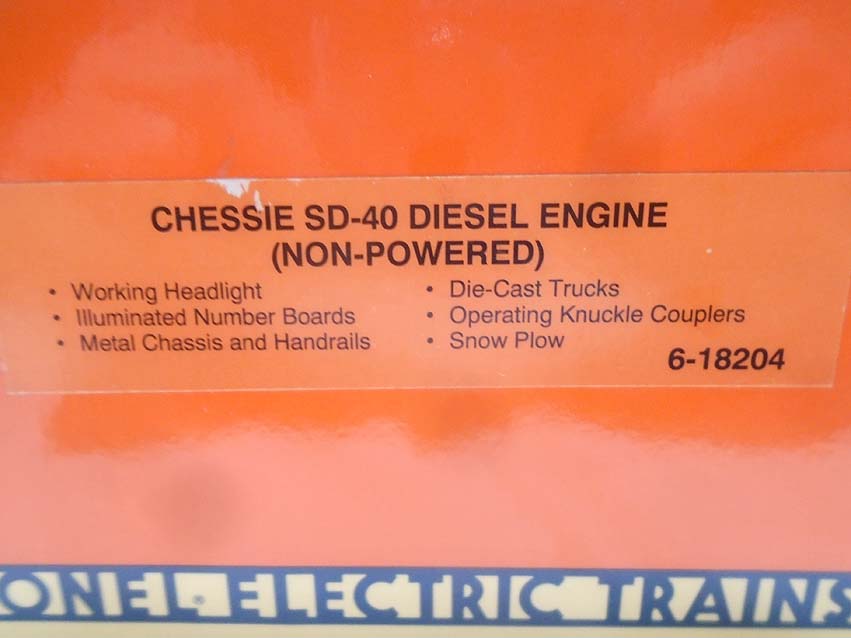 CHESSIE SD-40 DIESEL ENGINE
(NON-POWERED)
• Working Headlight
• Illuminated Number Boards
• Metal Chassis and Handrails
• Die-Cast Trucks
• Operating Knuckle Couplers
• Snow Plow
6-18204
ONEL® ELECTRIC TRAINS